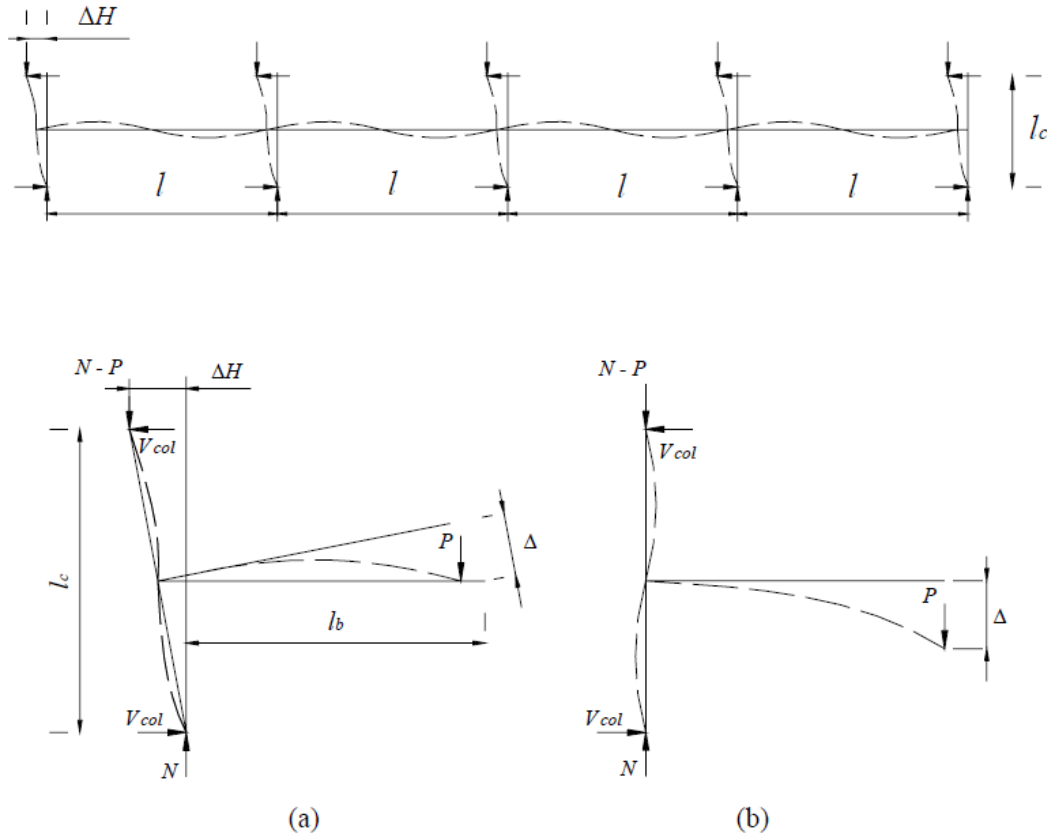 ΔH
l_c
l l l l
N - P ΔH N - P
V_col V_col
P Δ
l_c P Δ
l_b
V_col V_col
N N
(a) (b)